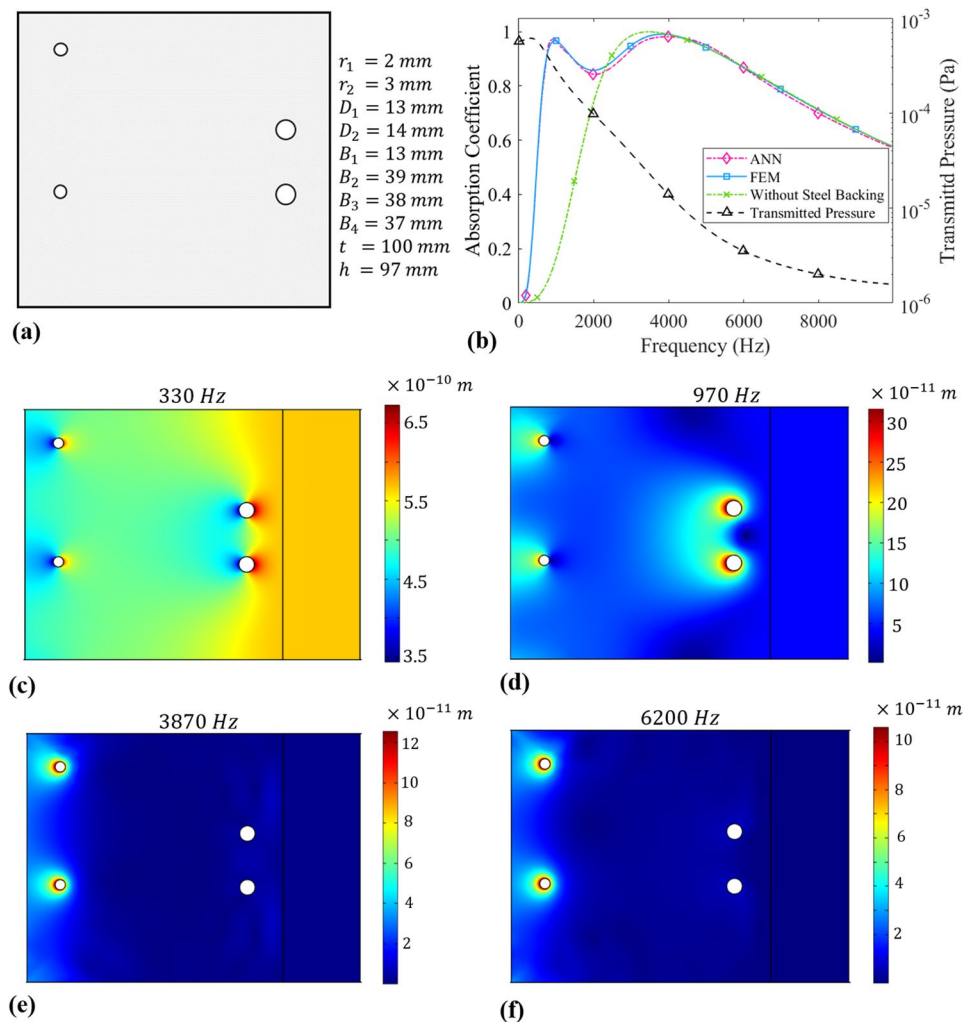 r₁ = 2 mm
r₂ = 3 mm
D₁ = 13 mm
D₂ = 14 mm
B₁ = 13 mm
B₂ = 39 mm
B₃ = 38 mm
B₄ = 37 mm
t = 100 mm
h = 97 mm
(a)
Absorption Coefficient
1
0.8
0.6
0.4
0.2
0
ANN
FEM
Without Steel Backing
Transmitted Pressure
10⁻³
10⁻⁴
10⁻⁵
10⁻⁶
Transmittd Pressure (Pa)
0 2000 4000 6000 8000
Frequency (Hz)
(b)
330 Hz
× 10⁻¹⁰ m
6.5
5.5
4.5
3.5
(c)
970 Hz
× 10⁻¹¹ m
30
25
20
15
10
5
(d)
3870 Hz
× 10⁻¹¹ m
12
10
8
6
4
2
(e)
6200 Hz
× 10⁻¹¹ m
10
8
6
4
2
(f)